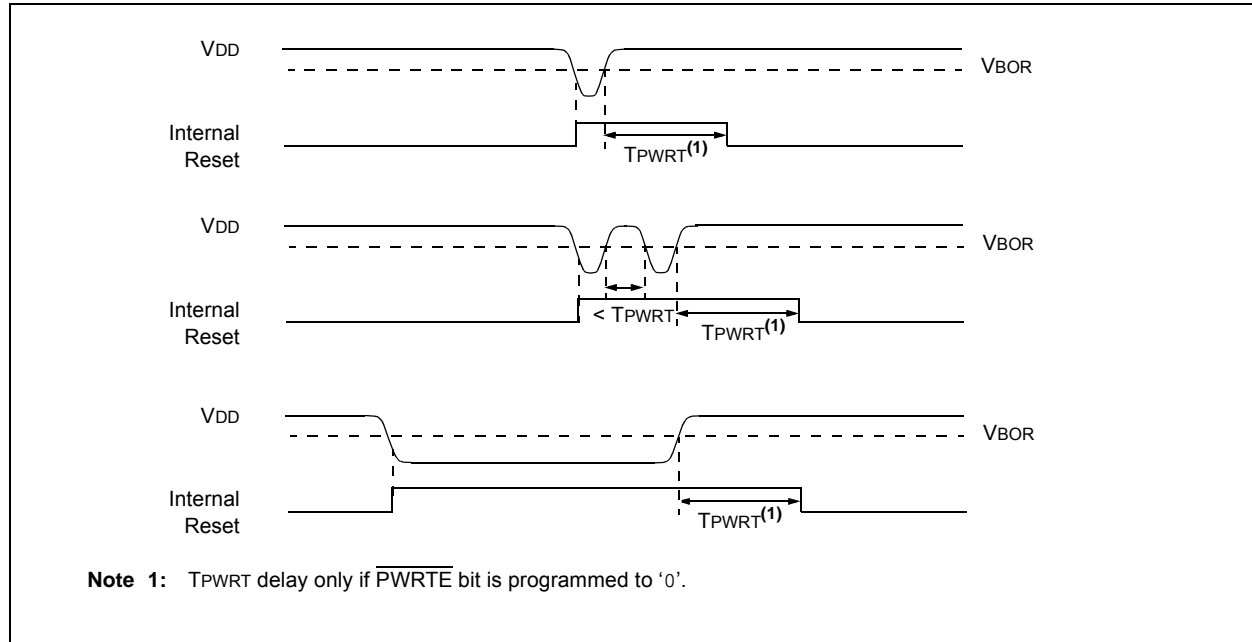 VDD
VBOR
Internal
Reset
TPWRT(1)
VDD
VBOR
Internal
Reset
< TPWRT
TPWRT(1)
VDD
VBOR
Internal
Reset
TPWRT(1)
Note 1: TPWRT delay only if PWRTE bit is programmed to ‘0’.